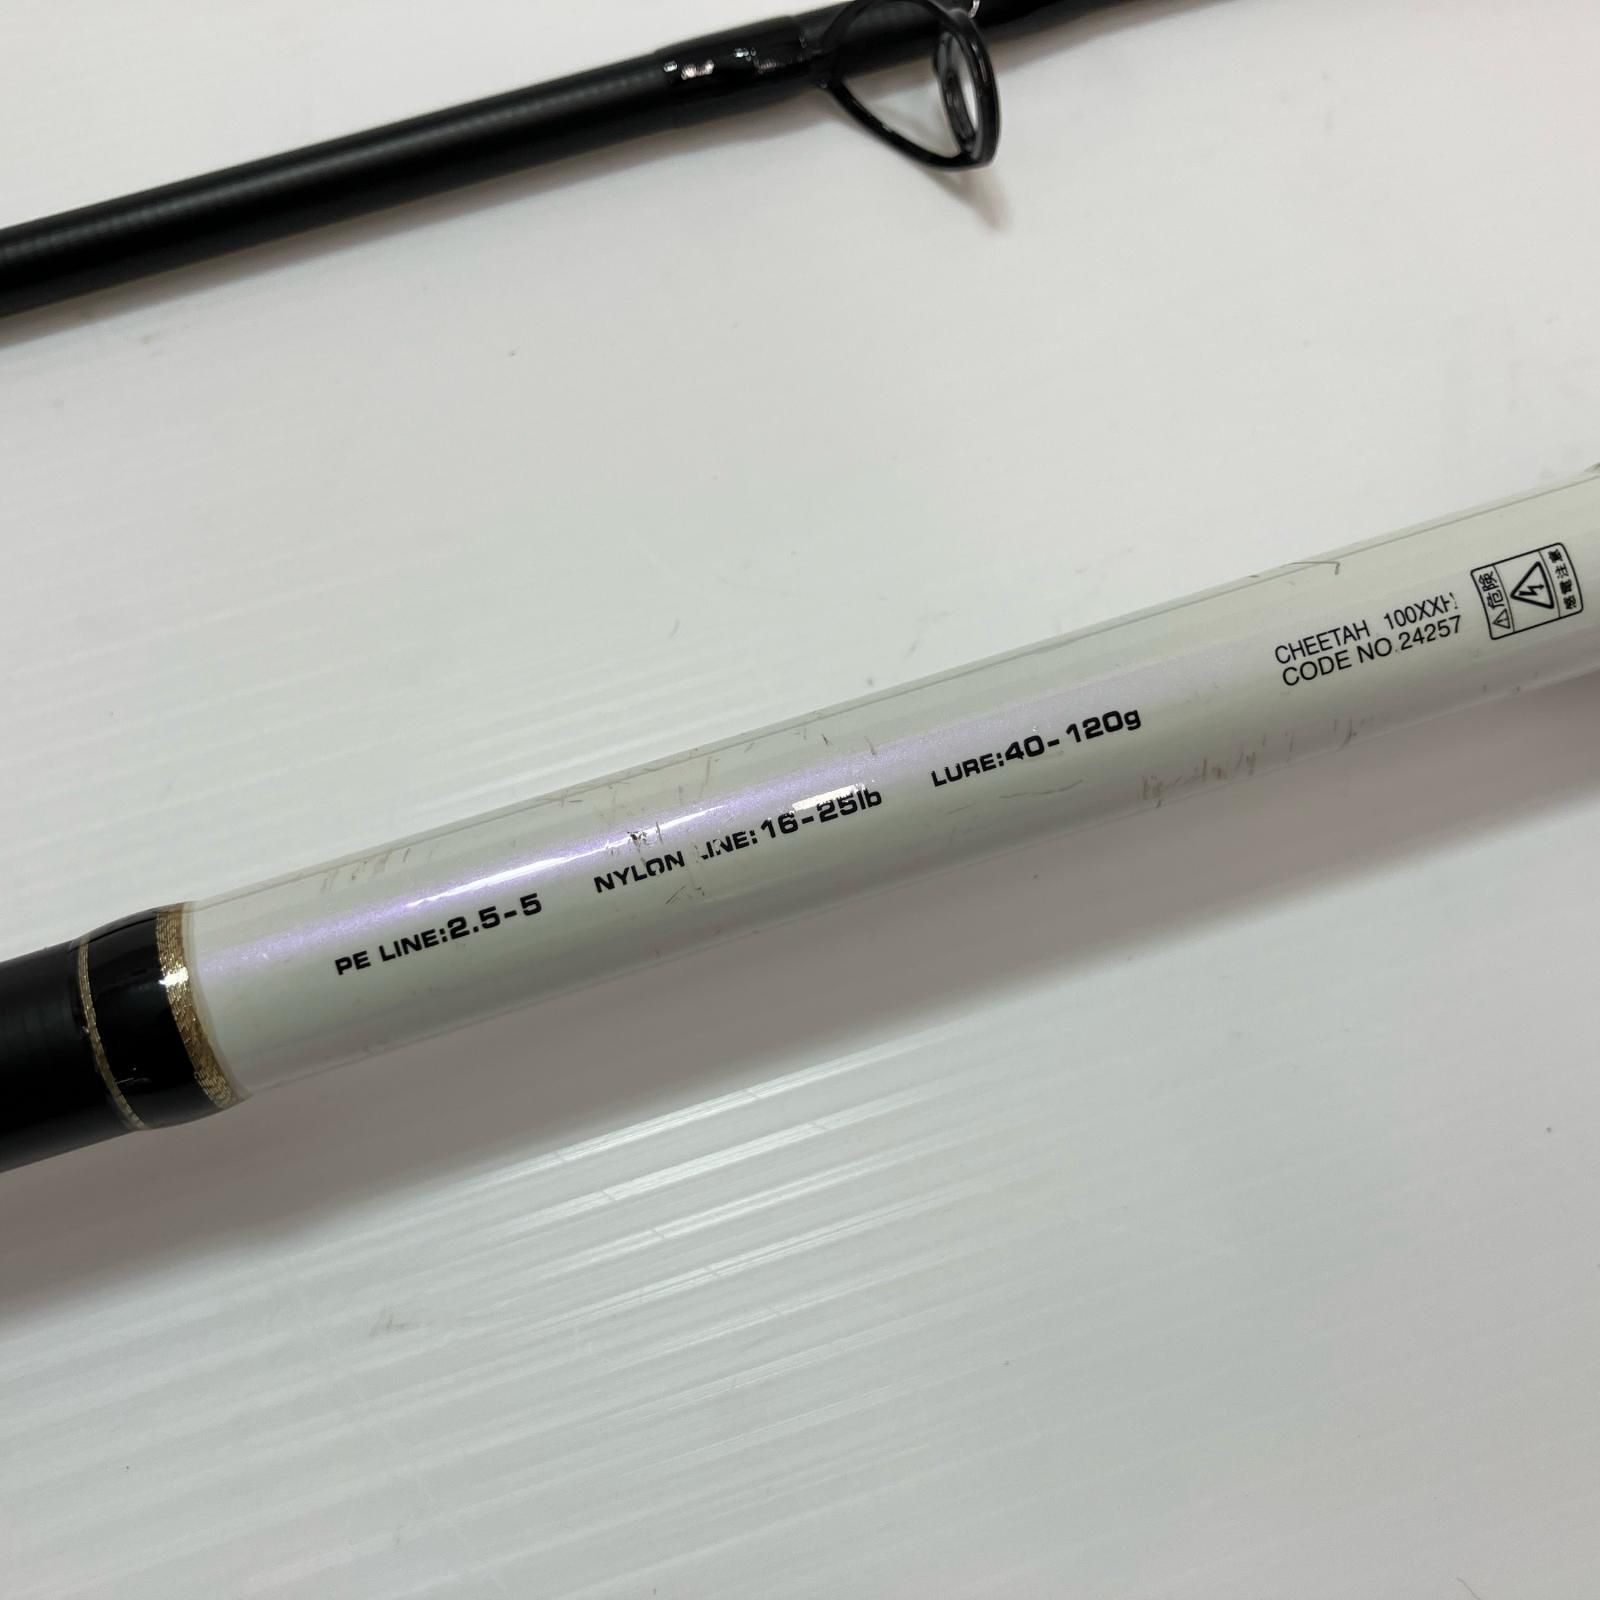 PE LINE:2.5-5 NYLON LINE:16-25lb LURE:40-120g
CHEETAH 100XXH
CODE NO.24257
⚠危険
感電注意